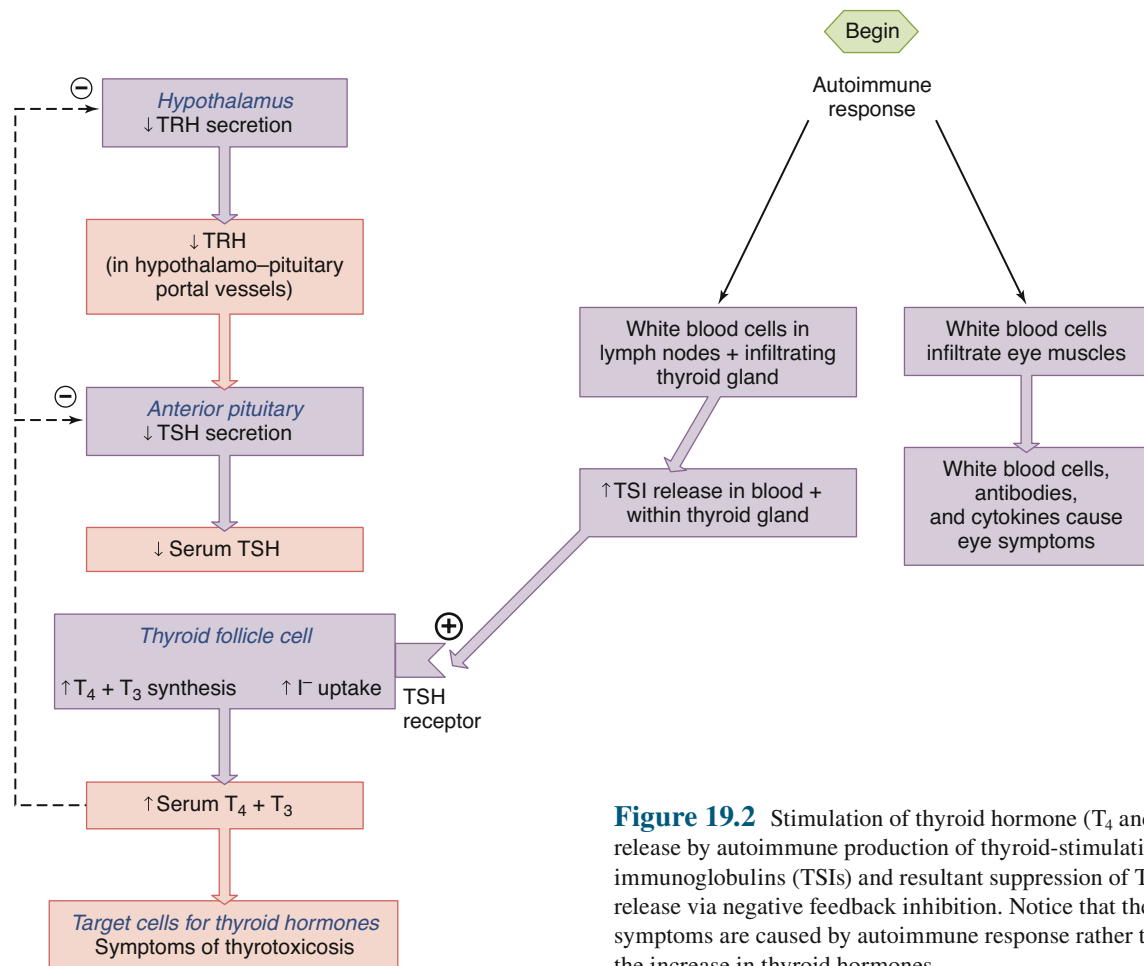 Begin
Autoimmune
response
⊖
Hypothalamus
↓TRH secretion
↓TRH
(in hypothalamo–pituitary
portal vessels)
⊖
Anterior pituitary
↓TSH secretion
↓ Serum TSH
Thyroid follicle cell
↑T₄ + T₃ synthesis ↑ I⁻ uptake
⊕
TSH
receptor
↑Serum T₄ + T₃
Target cells for thyroid hormones
Symptoms of thyrotoxicosis
White blood cells in
lymph nodes + infiltrating
thyroid gland
↑TSI release in blood +
within thyroid gland
White blood cells
infiltrate eye muscles
White blood cells,
antibodies,
and cytokines cause
eye symptoms
Figure 19.2 Stimulation of thyroid hormone (T₄ and
release by autoimmune production of
immunoglobulins (TSIs) and resultant suppression of
release via negative feedback inhibition. Notice that
symptoms are caused by autoimmune response rather
the increase in thyroid hormones